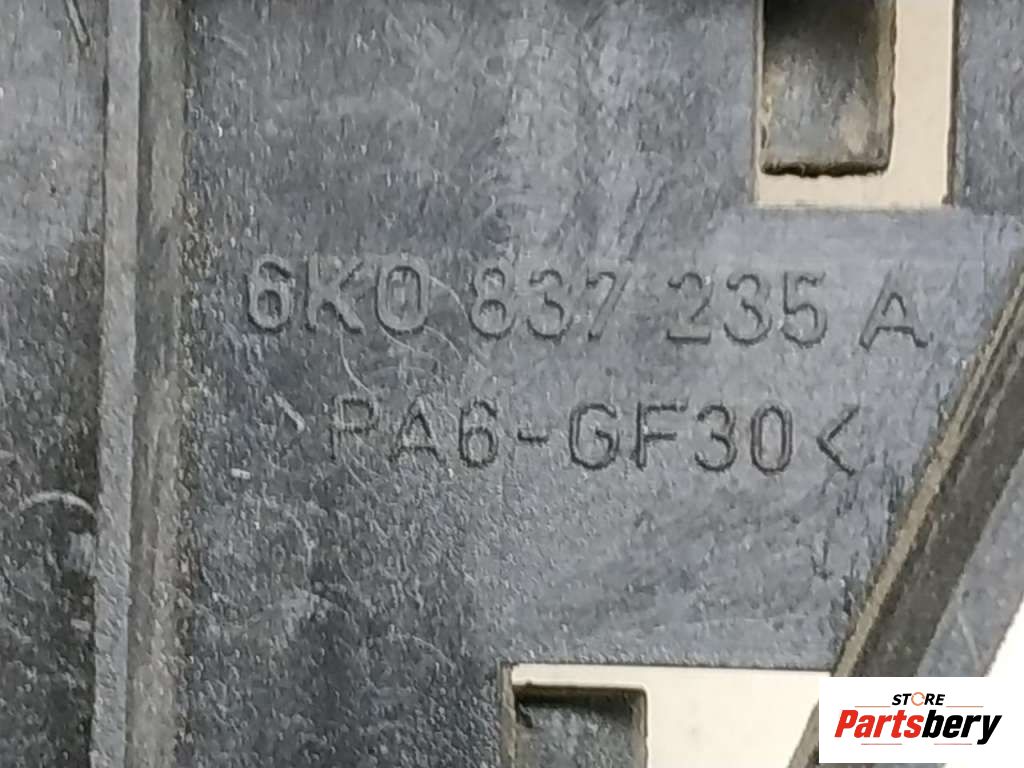 6K0 837 235 A
>PA6-GF30<
STORE
Partsbery